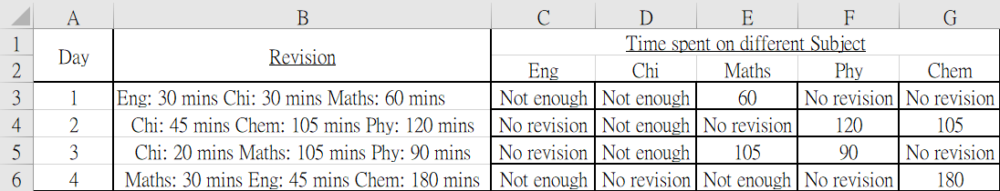 A B C D E F G
1 Day Revision Time spent on different Subject
2 Eng Chi Maths Phy Chem
3 1 Eng: 30 mins Chi: 30 mins Maths: 60 mins Not enough Not enough 60 No revision No revision
4 2 Chi: 45 mins Chem: 105 mins Phy: 120 mins No revision Not enough No revision 120 105
5 3 Chi: 20 mins Maths: 105 mins Phy: 90 mins No revision Not enough 105 90 No revision
6 4 Maths: 30 mins Eng: 45 mins Chem: 180 mins Not enough No revision Not enough No revision 180